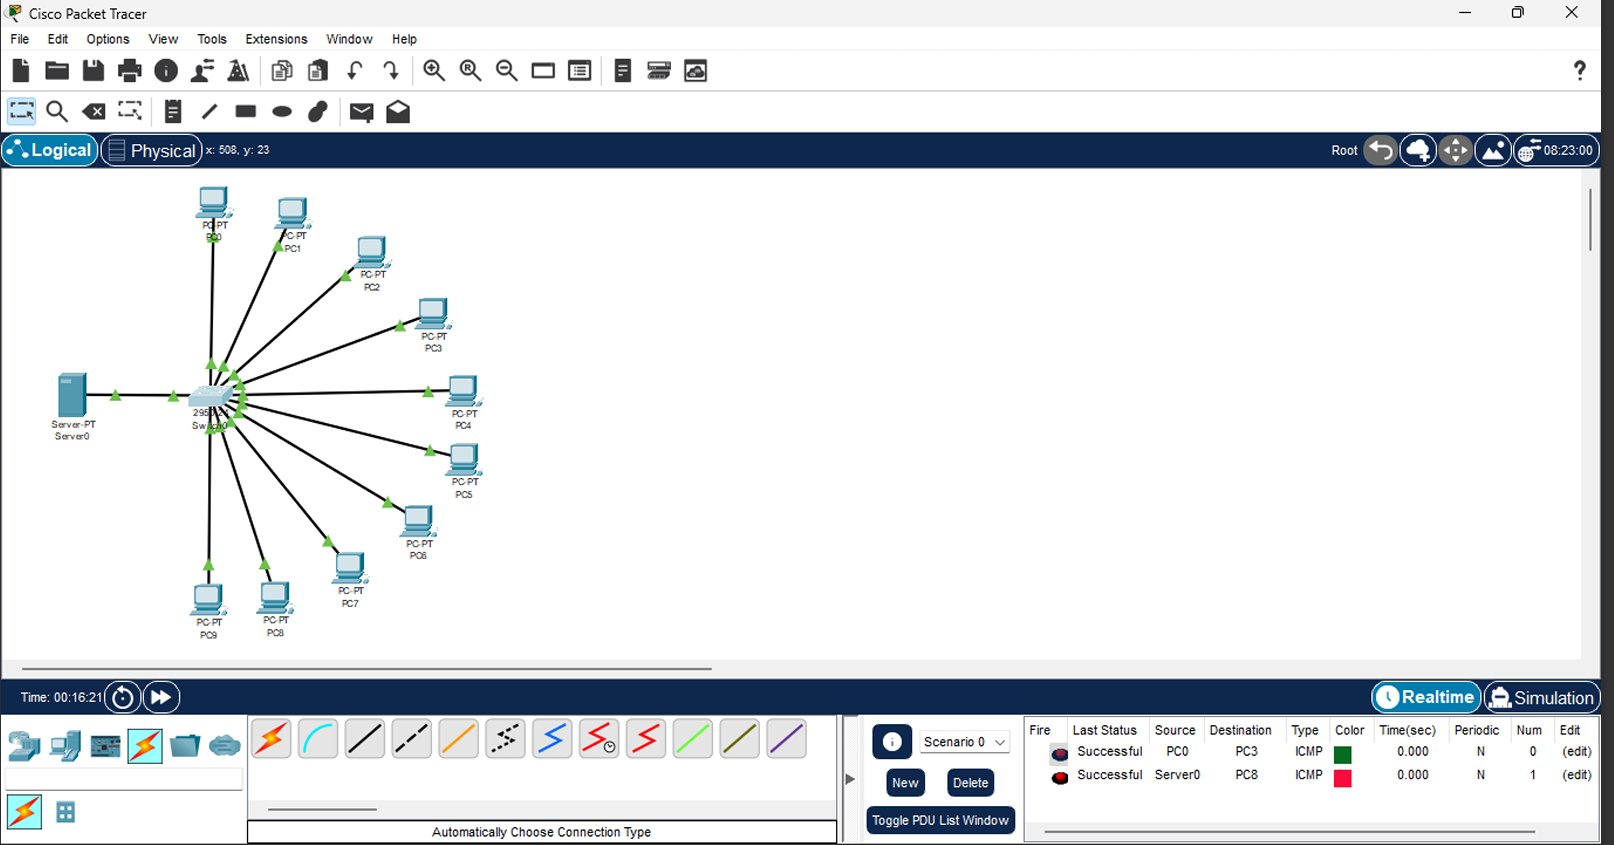 Cisco Packet Tracer
File Edit Options View Tools Extensions Window Help
?
Logical Physical x: 508, y: 23 Root 08:23:00
PC-PT
PC0
PC-PT
PC1
PC-PT
PC2
PC-PT
PC3
PC-PT
PC4
Server-PT
Server0
2950-24
Switch0
PC-PT
PC5
PC-PT
PC6
PC-PT
PC7
PC-PT
PC8
PC-PT
PC9
Time: 00:16:21 Realtime Simulation
Scenario 0
New Delete
Toggle PDU List Window
Automatically Choose Connection Type
Fire Last Status Source Destination Type Color Time(sec) Periodic Num Edit
Successful PC0 PC3 ICMP 0.000 N 0 (edit)
Successful Server0 PC8 ICMP 0.000 N 1 (edit)